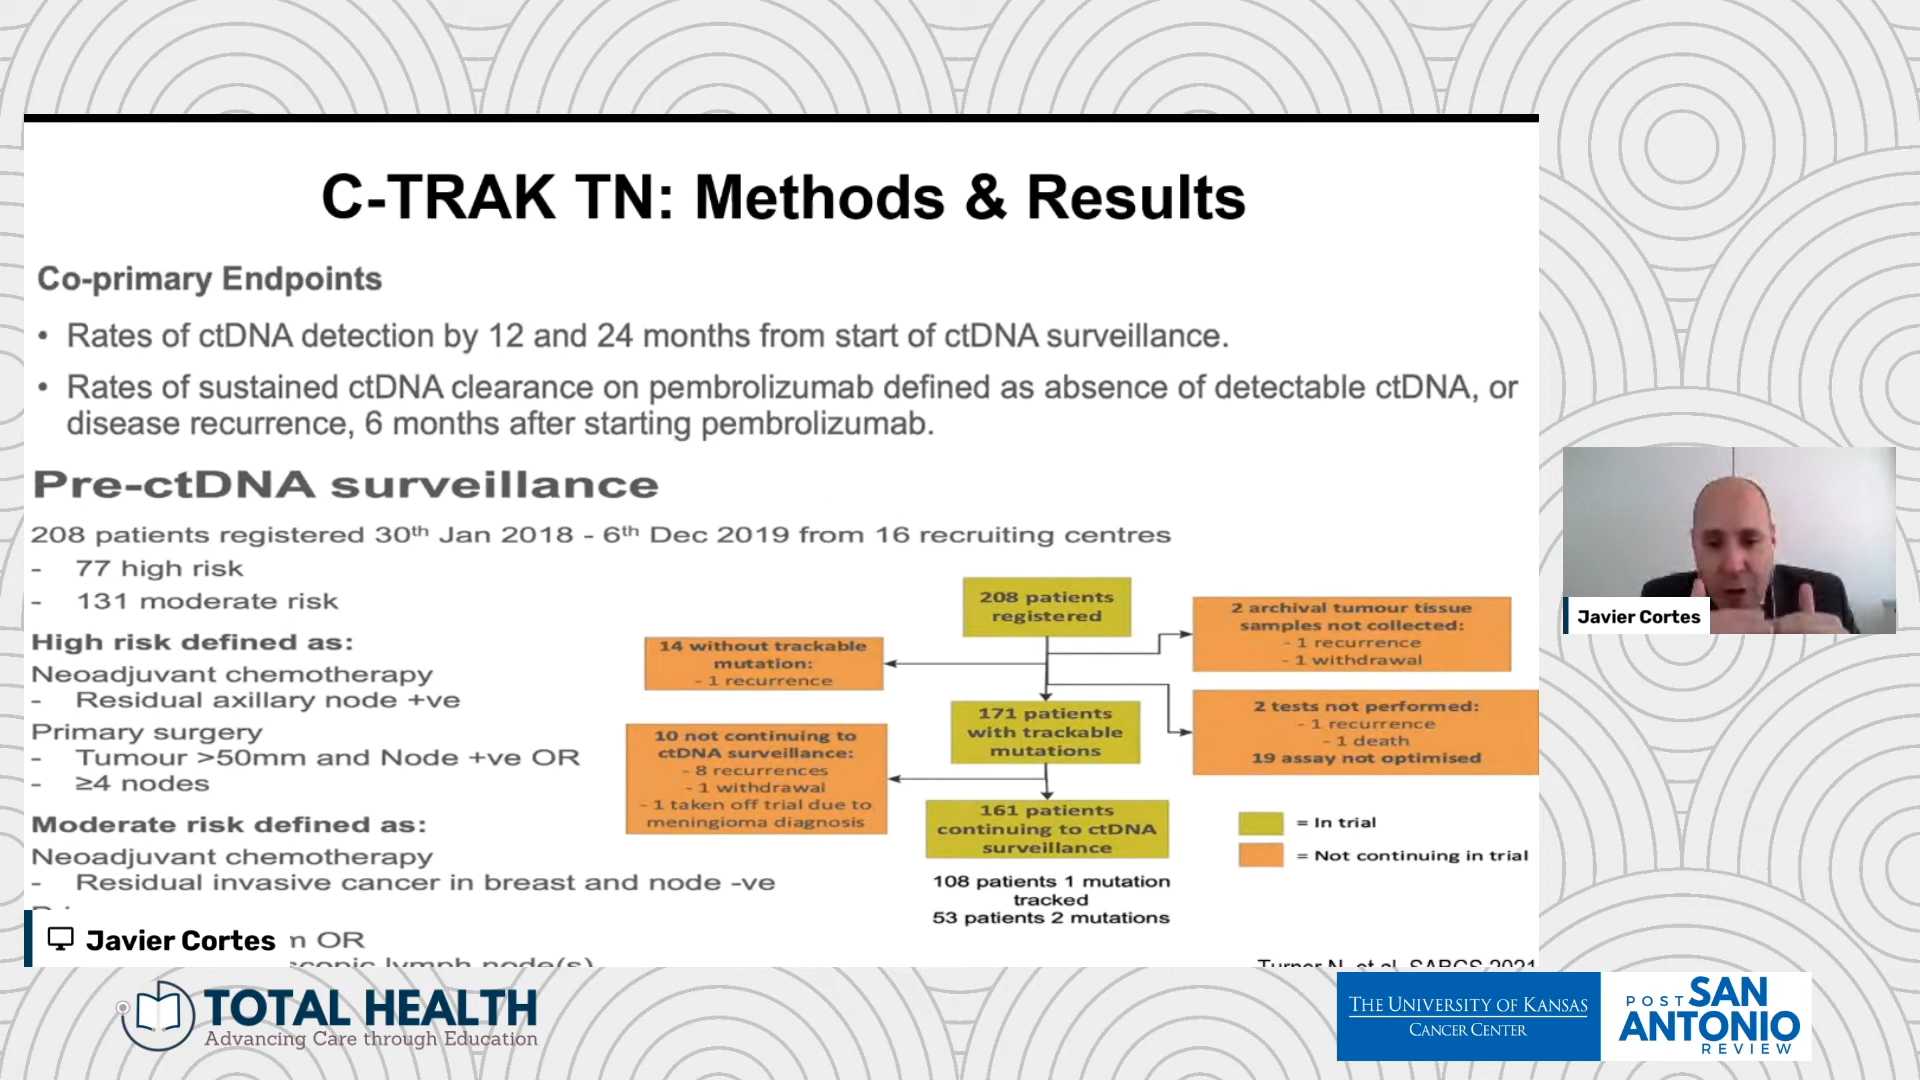 C-TRAK TN: Methods & Results
Co-primary Endpoints
• Rates of ctDNA detection by 12 and 24 months from start of ctDNA surveillance.
• Rates of sustained ctDNA clearance on pembrolizumab defined as absence of detectable ctDNA, or
disease recurrence, 6 months after starting pembrolizumab.
Pre-ctDNA surveillance
208 patients registered 30th Jan 2018 - 6th Dec 2019 from 16 recruiting centres
- 77 high risk
- 131 moderate risk
High risk defined as:
Neoadjuvant chemotherapy
- Residual axillary node +ve
Primary surgery
- Tumour >50mm and Node +ve OR
- ≥4 nodes
Moderate risk defined as:
Neoadjuvant chemotherapy
- Residual invasive cancer in breast and node -ve
n OR
lymph node(s)
208 patients
registered
2 archival tumour tissue
samples not collected:
- 1 recurrence
- 1 withdrawal
14 without trackable
mutation:
- 1 recurrence
2 tests not performed:
- 1 recurrence
- 1 death
19 assay not optimised
171 patients
with trackable
mutations
10 not continuing to
ctDNA surveillance:
- 8 recurrences
- 1 withdrawal
- 1 taken off trial due to
meningioma diagnosis
161 patients
continuing to ctDNA
surveillance
108 patients 1 mutation
tracked
53 patients 2 mutations
= In trial
= Not continuing in trial
Turner N, et al. SABCS 2021
Javier Cortes
Javier Cortes
TOTAL HEALTH
Advancing Care through Education
THE UNIVERSITY OF KANSAS
CANCER CENTER
POST SAN
ANTONIO
REVIEW